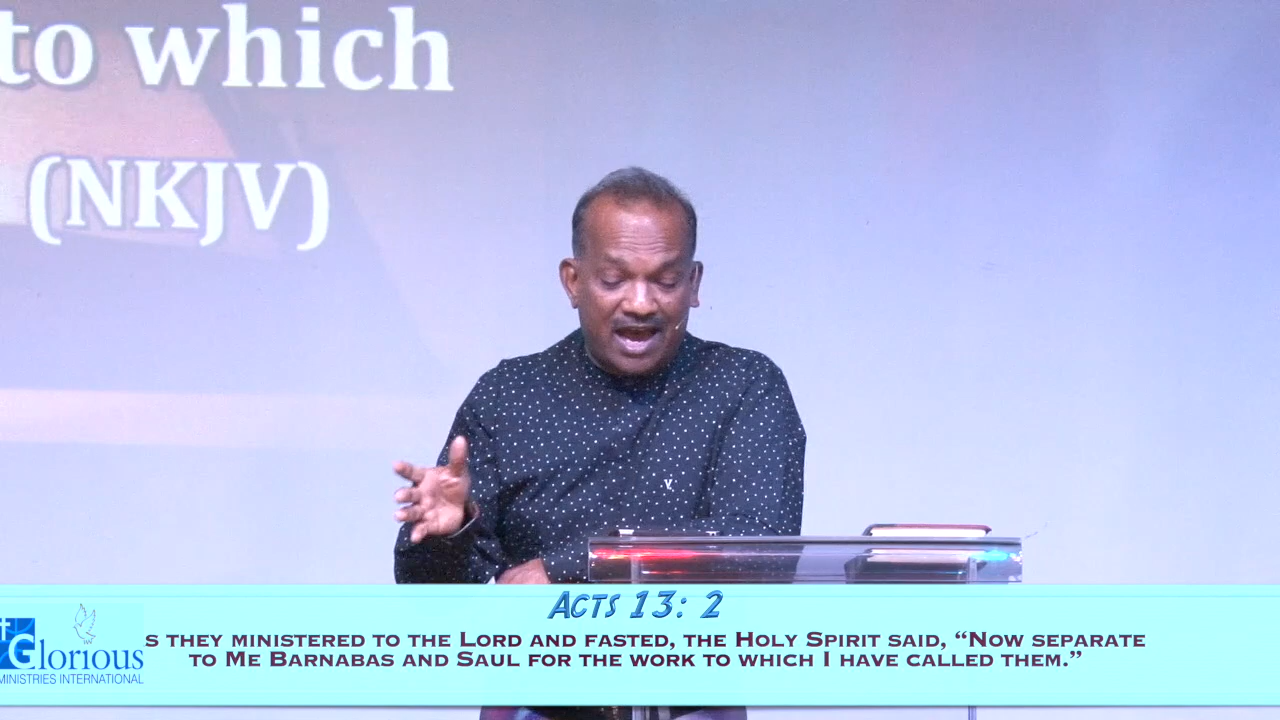 to which
(NKJV)
V.
Acts 13: 2
s they ministered to the Lord and fasted, the Holy Spirit said, “Now separate
to Me Barnabas and Saul for the work to which I have called them.”
Glorious
MINISTRIES INTERNATIONAL